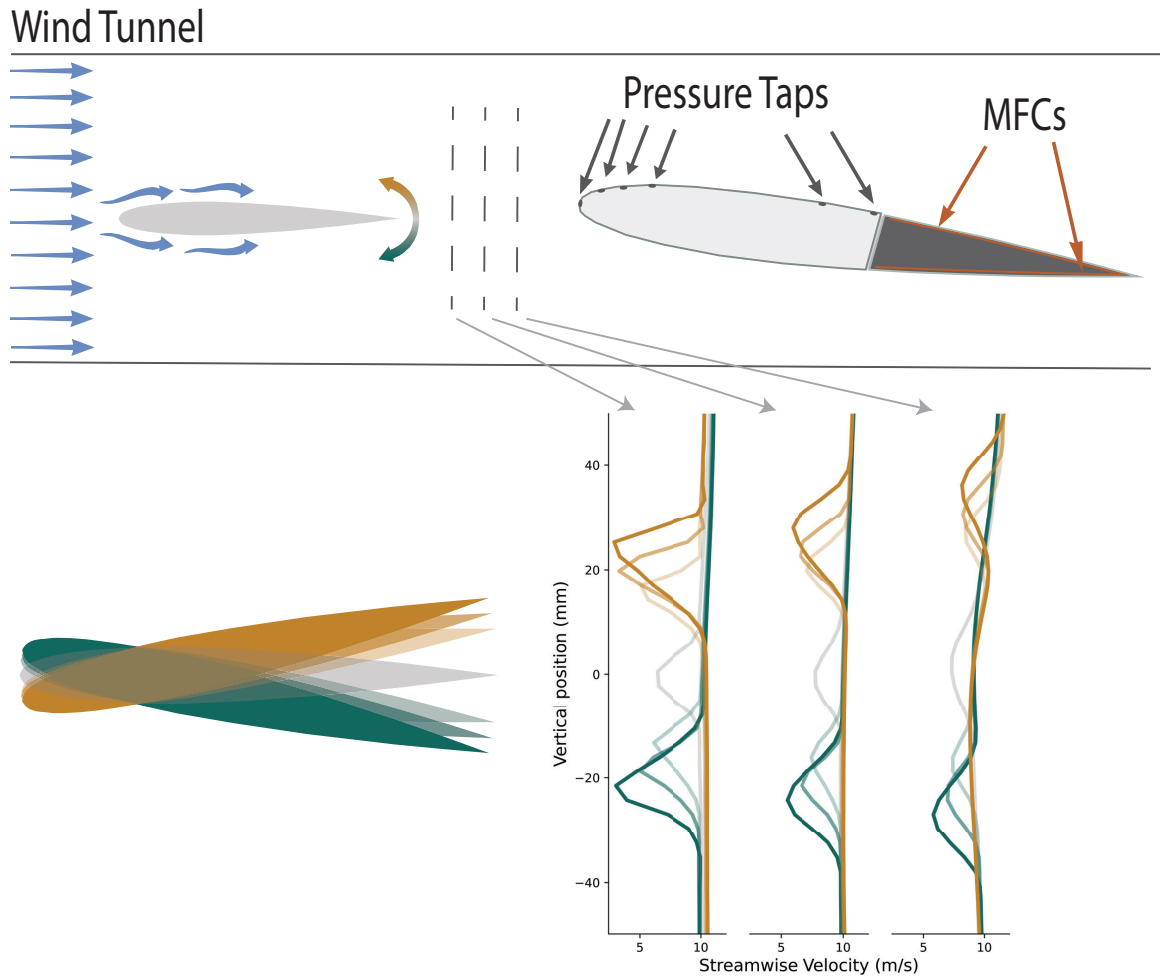 Wind Tunnel
Pressure Taps
MFCs
40
20
0
−20
−40
Vertical position (mm)
5 10 5 10 5 10
Streamwise Velocity (m/s)